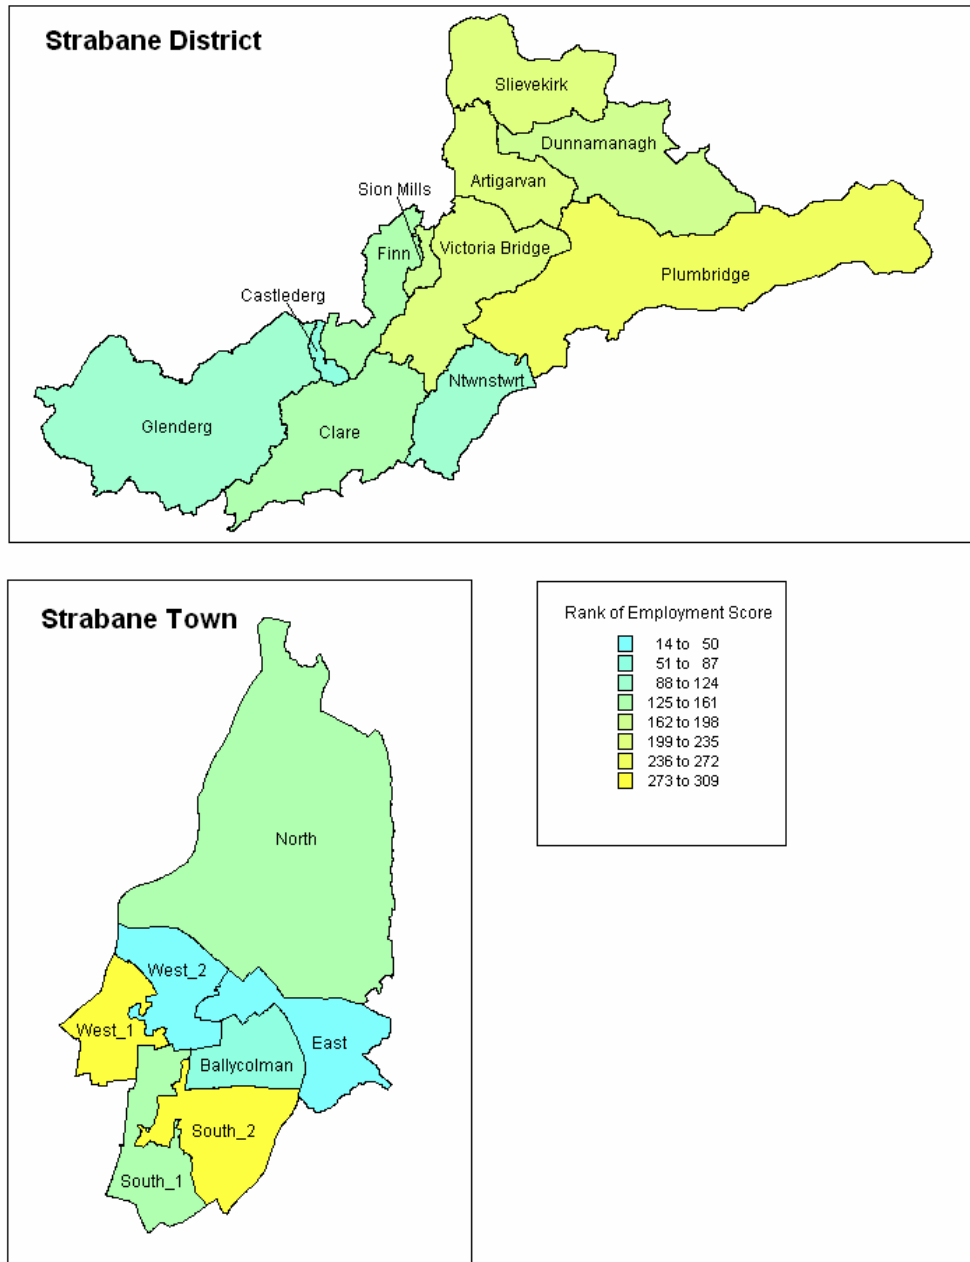 Strabane District
Slievekirk
Dunnamanagh
Artigarvan
Sion Mills
Finn
Victoria Bridge
Plumbridge
Castlederg
Ntwnstwrt
Glenderg
Clare
Strabane Town
North
West_2
West_1
East
Ballycolman
South_2
South_1
Rank of Employment Score
14 to 50
51 to 87
88 to 124
125 to 161
162 to 198
199 to 235
236 to 272
273 to 309